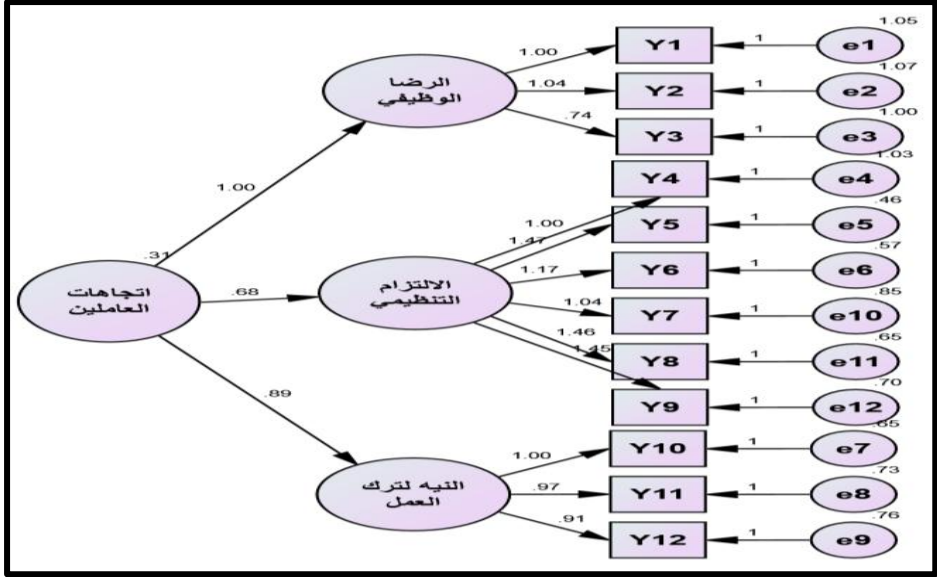 1.05
1.00
Y1
1
e1
1.07
الرضا
الوظيفي
1.04
Y2
1
e2
1.00
.74
Y3
1
e3
1.03
Y4
1
e4
.46
1.00
1.00
1.47
Y5
1
e5
.57
.31
اتجاهات
العاملين
.68
الالتزام
التنظيمي
1.17
Y6
1
e6
.85
1.04
Y7
1
e10
.65
1.46
1.45
Y8
1
e11
.70
Y9
1
e12
.65
.89
1.00
Y10
1
e7
.73
النيه لترك
العمل
.97
Y11
1
e8
.76
.91
Y12
1
e9